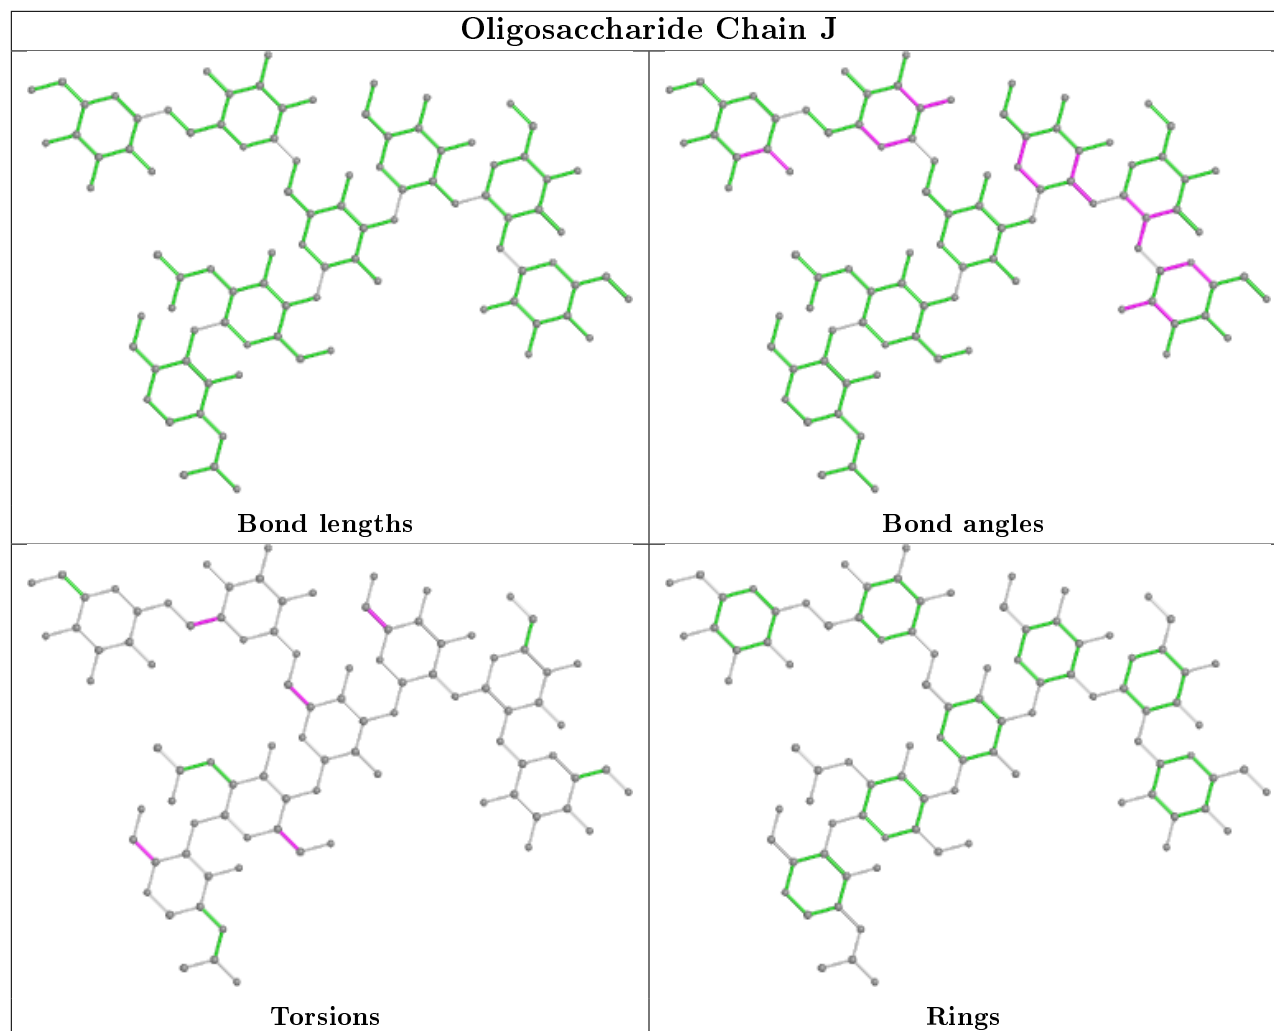 Oligosaccharide Chain J
Bond lengths
Bond angles
Torsions
Rings